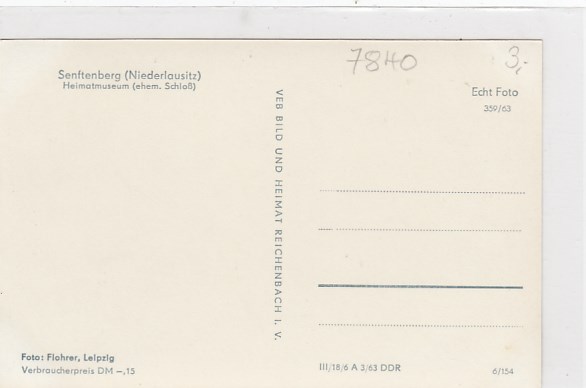 Senftenberg (Niederlausitz)
Heimatmuseum (ehem. Schloß)
7840
3,-
Echt Foto
359/63
VEB BILD UND HEIMAT REICHENBACH I. V.
Foto: Flohrer, Leipzig
Verbraucherpreis DM –,15
III/18/6 A 3/63 DDR
6/154